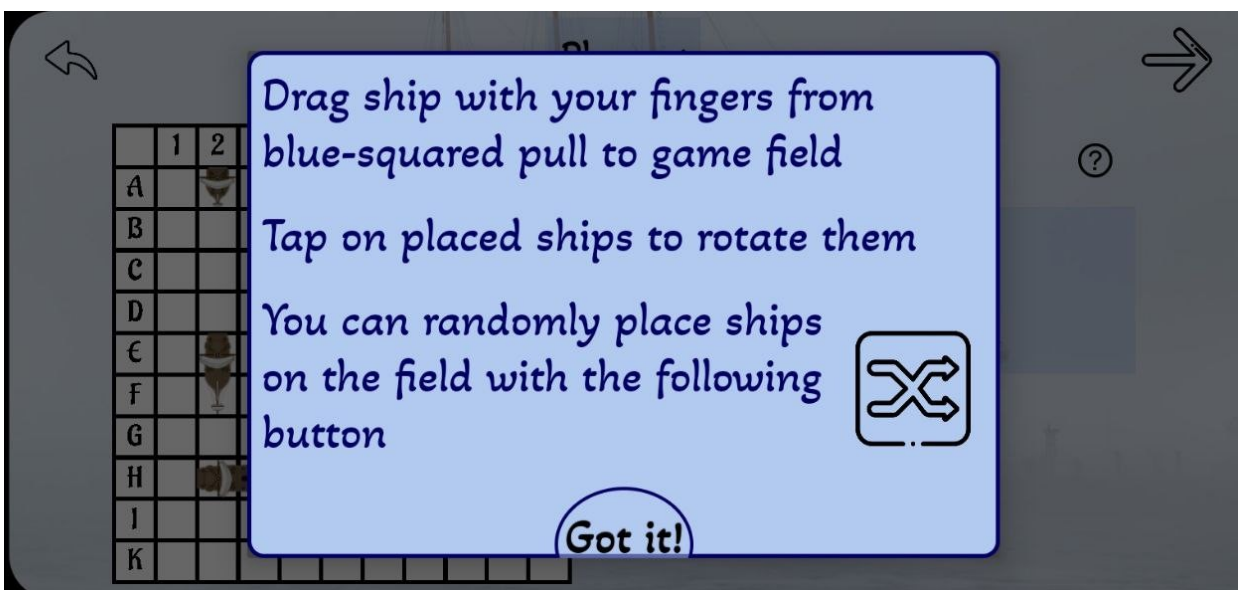 1 2
A
B
C
D
E
F
G
H
I
K
Drag ship with your fingers from
blue-squared pull to game field
Tap on placed ships to rotate them
You can randomly place ships
on the field with the following
button
Got it!
?